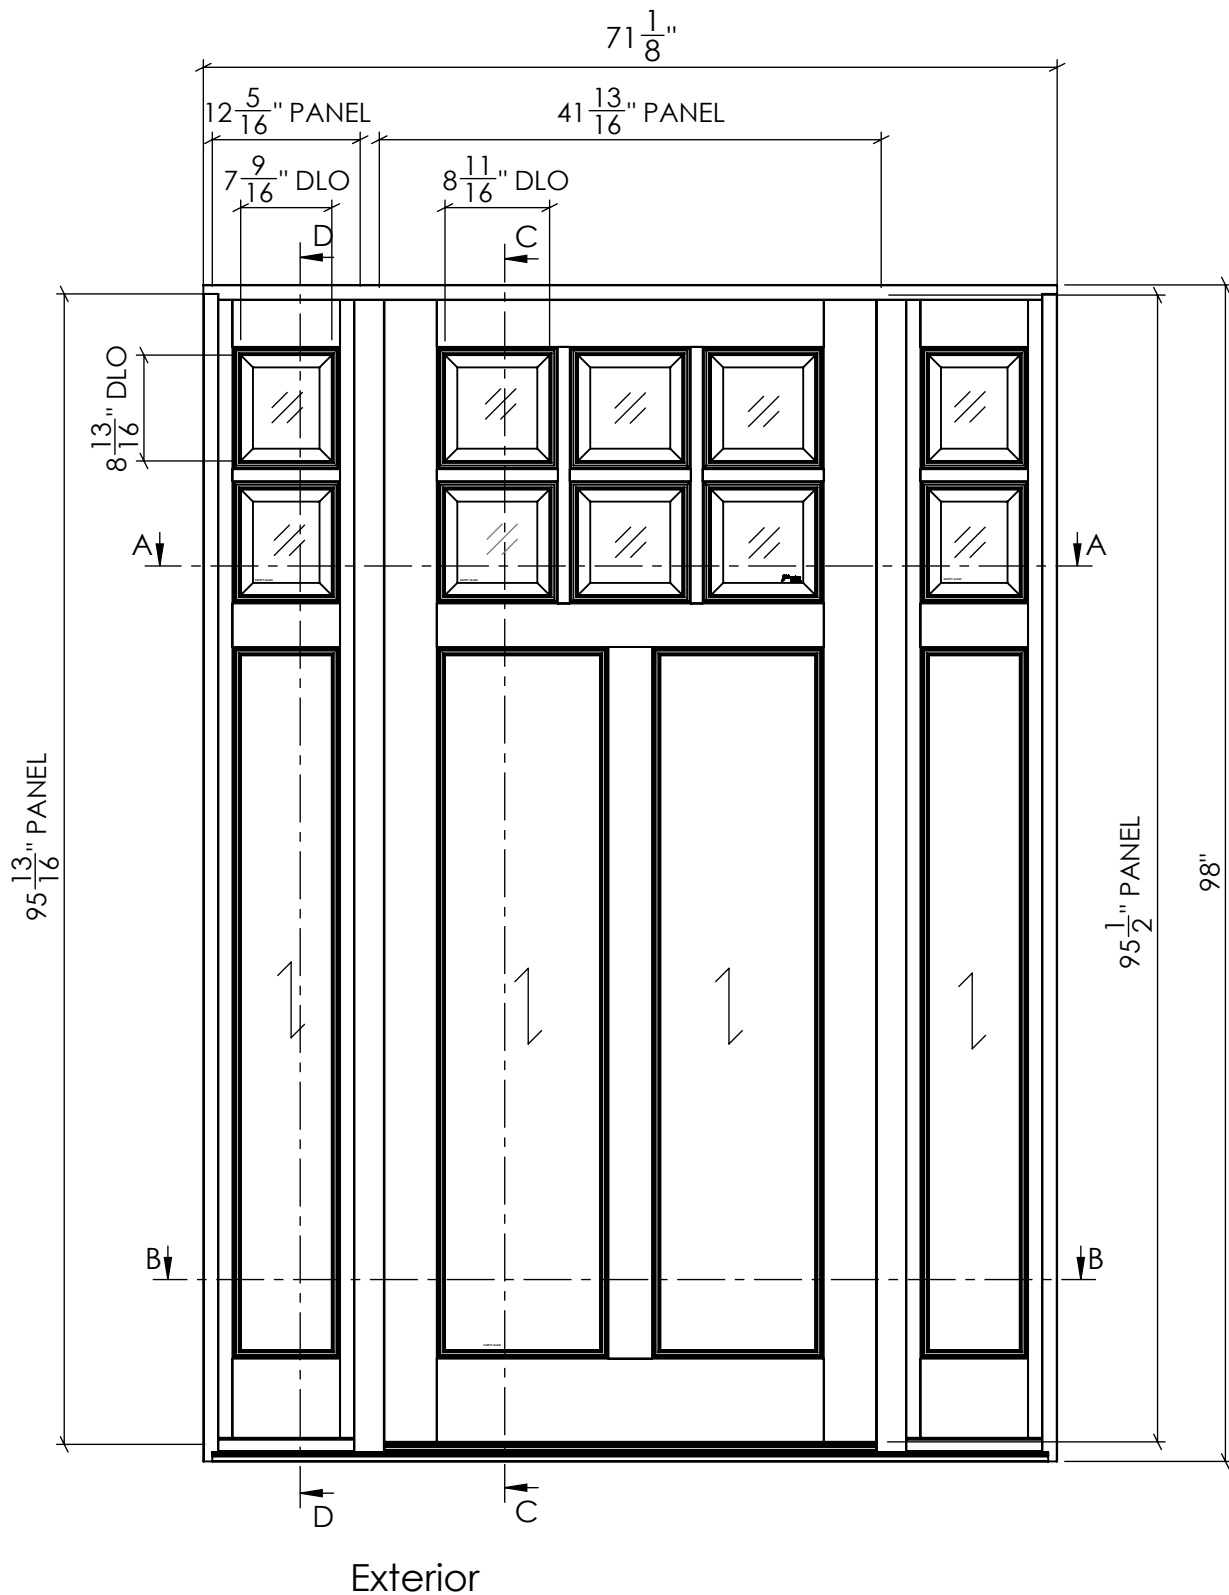 71 1/8"
12 5/16" PANEL
41 13/16" PANEL
7 9/16" DLO
8 11/16" DLO
D
C
8 13/16" DLO
A
A
95 13/16" PANEL
95 1/2" PANEL
98"
B
B
D
C
Exterior